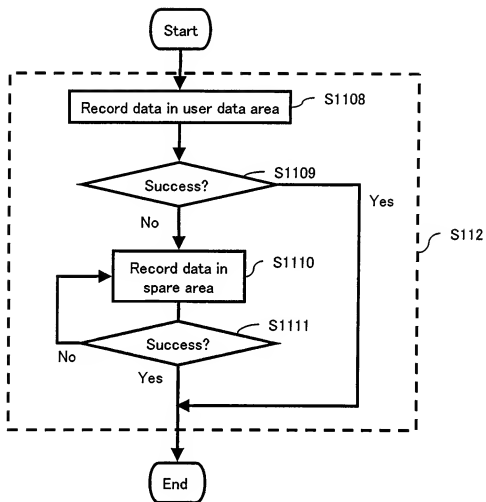 Start
Record data in user data area
S1108
Success?
S1109
Yes
No
S112
Record data in
spare area
S1110
Success?
S1111
No
Yes
End